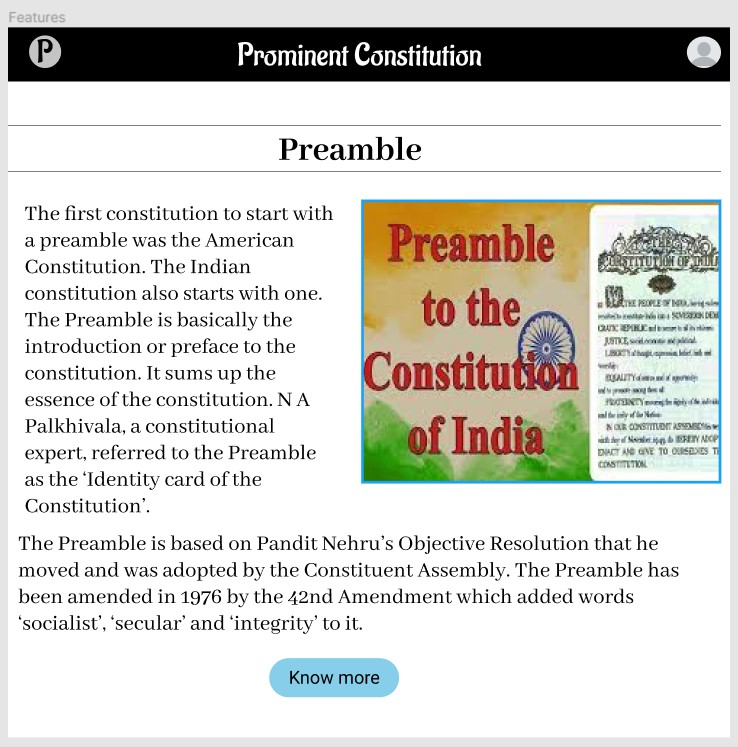 Features
P
Prominent Constitution
Preamble
The first constitution to start with
a preamble was the American
Constitution. The Indian
constitution also starts with one.
The Preamble is basically the
introduction or preface to the
constitution. It sums up the
essence of the constitution. N A
Palkhivala, a constitutional
expert, referred to the Preamble
as the ‘Identity card of the
Constitution’.
Preamble
to the
Constitution
of India
THE
CONSTITUTION OF INDIA
THE PEOPLE OF INDIA, having
resolved to constitute India into a SOVEREIGN
CRATIC REPUBLIC and to secure to all its citizens:
JUSTICE, social, economic and political;
LIBERTY of thought, expression, belief, faith and
worship;
EQUALITY of status and of opportunity;
and to promote among them all
FRATERNITY assuring the dignity of the
and the unity of the Nation;
IN OUR CONSTITUENT ASSEMBLY this
sixth day of November, 1949, do HEREBY
ENACT AND GIVE TO OURSELVES
CONSTITUTION.
The Preamble is based on Pandit Nehru’s Objective Resolution that he
moved and was adopted by the Constituent Assembly. The Preamble has
been amended in 1976 by the 42nd Amendment which added words
‘socialist’, ‘secular’ and ‘integrity’ to it.
Know more